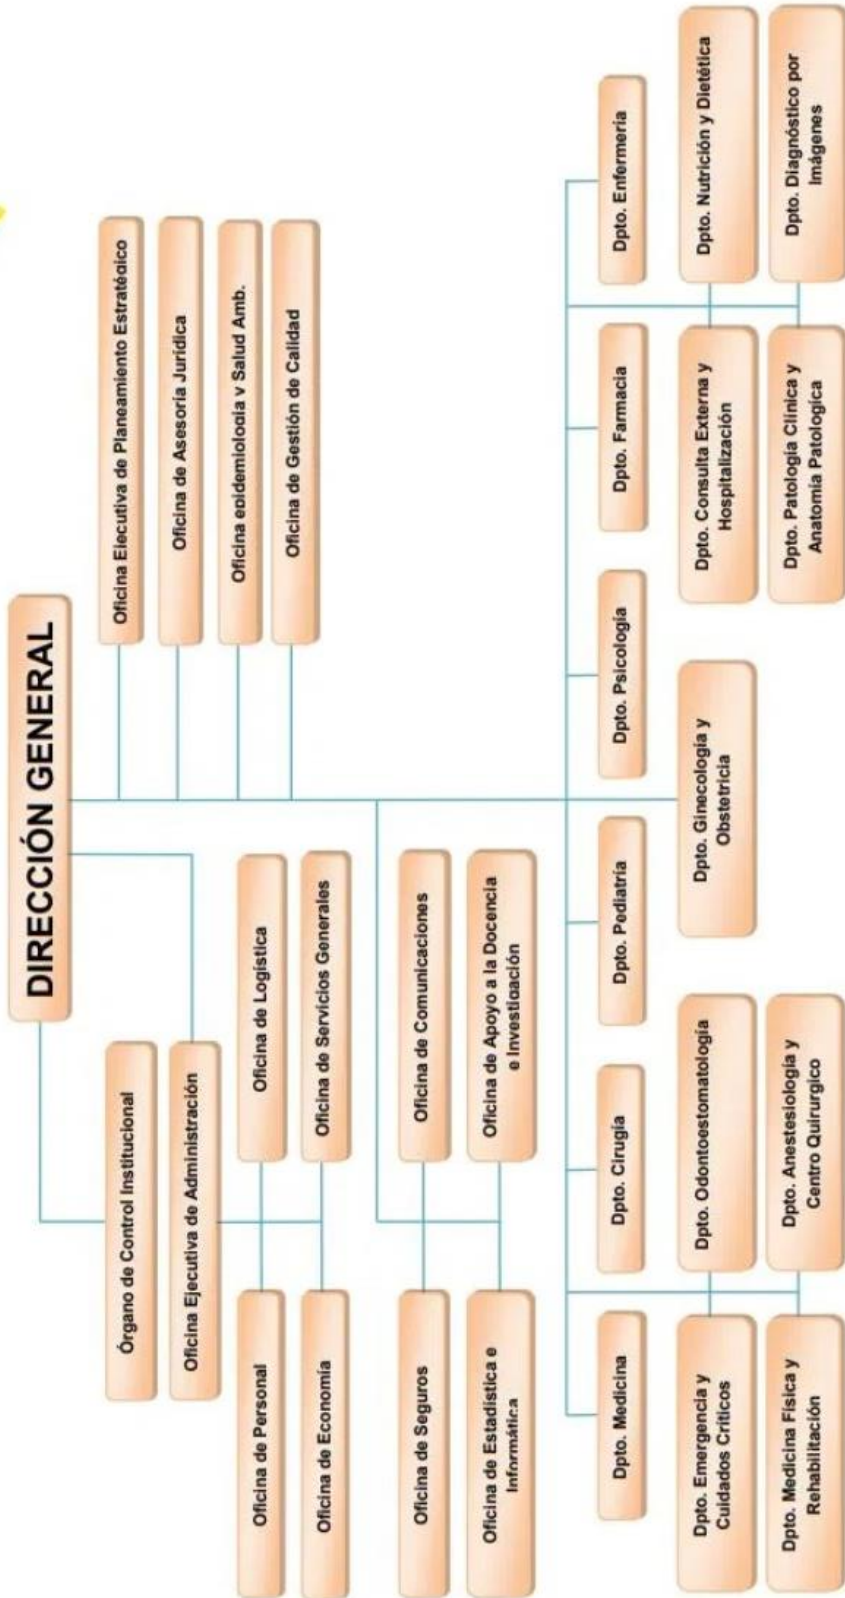 DIRECCIÓN GENERAL
Órgano de Control Institucional
Oficina Ejecutiva de Administración
Oficina Ejecutiva de Planeamiento Estratégico
Oficina de Asesoría Jurídica
Oficina epidemiología y Salud Amb.
Oficina de Gestión de Calidad
Oficina de Personal
Oficina de Logística
Oficina de Economía
Oficina de Servicios Generales
Oficina de Seguros
Oficina de Comunicaciones
Oficina de Estadística e
Informática
Oficina de Apoyo a la Docencia
e Investigación
Dpto. Medicina
Dpto. Cirugía
Dpto. Pediatría
Dpto. Psicología
Dpto. Farmacia
Dpto. Enfermería
Dpto. Emergencia y
Cuidados Críticos
Dpto. Odontoestomatología
Dpto. Ginecología y
Obstetricia
Dpto. Consulta Externa y
Hospitalización
Dpto. Nutrición y Dietética
Dpto. Medicina Física y
Rehabilitación
Dpto. Anestesiología y
Centro Quirurgico
Dpto. Patología Clínica y
Anatomía Patologica
Dpto. Diagnóstico por
Imágenes